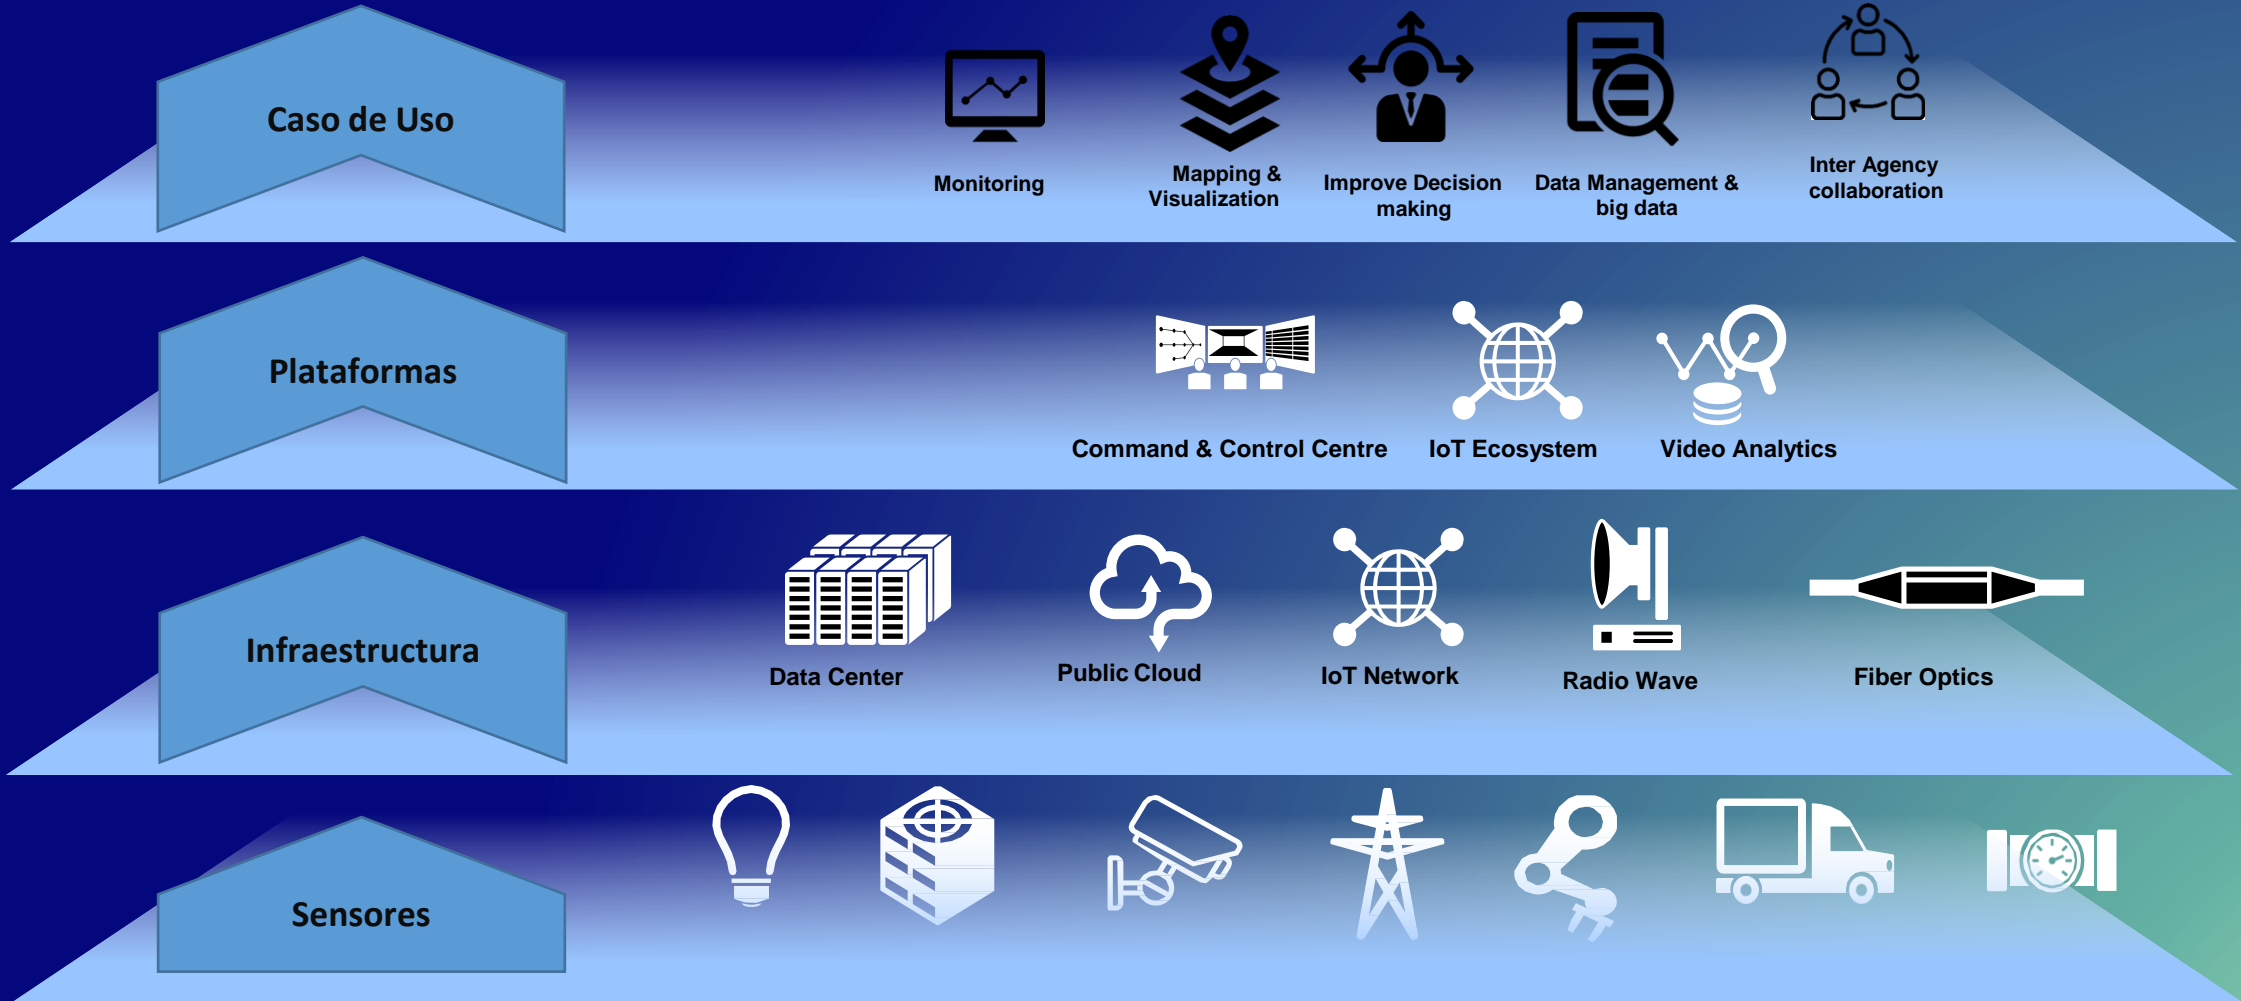 Caso de Uso
Monitoring
Mapping &
Visualization
Improve Decision
making
Data Management &
big data
Inter Agency
collaboration
Plataformas
Command & Control Centre
IoT Ecosystem
Video Analytics
Infraestructura
Data Center
Public Cloud
IoT Network
Radio Wave
Fiber Optics
Sensores